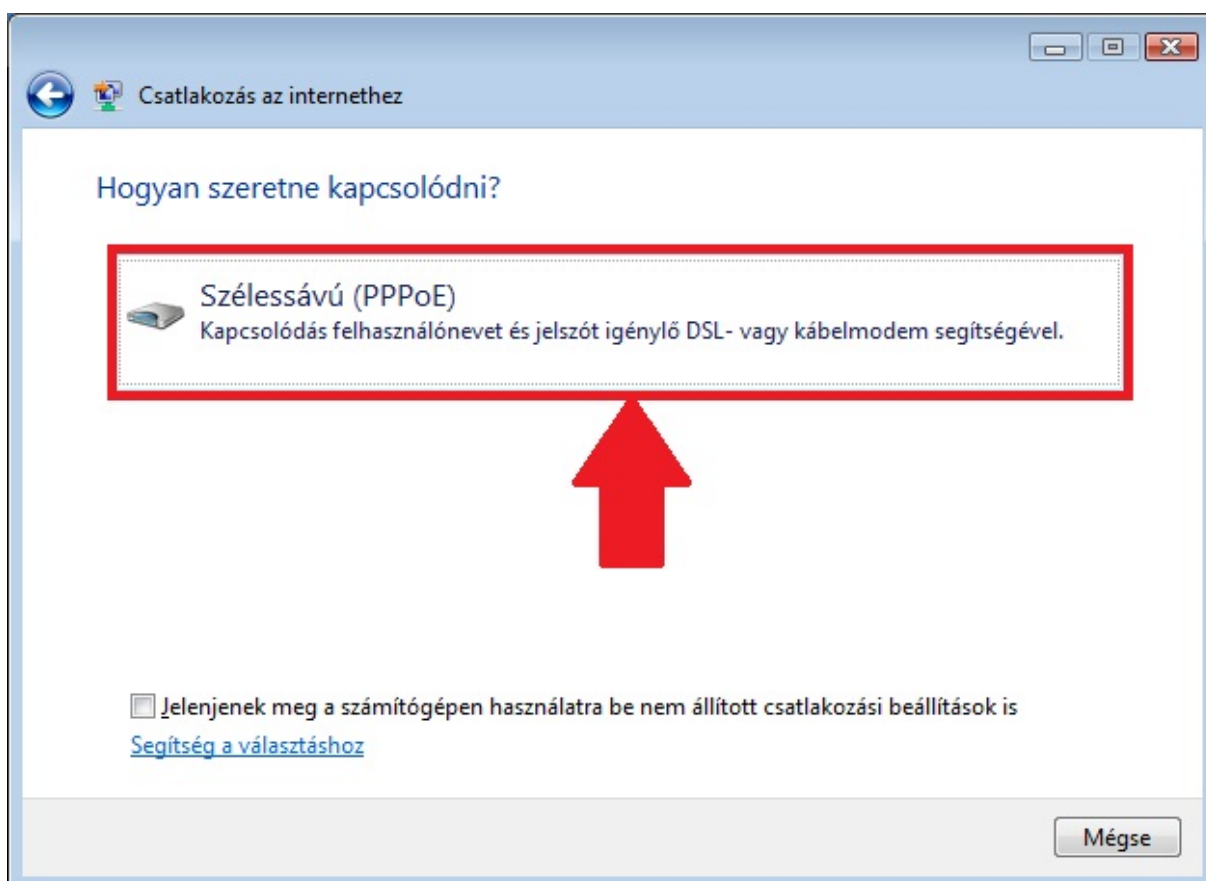 Csatlakozás az internethez
Hogyan szeretne kapcsolódni?
Szélessávú (PPPoE)
Kapcsolódás felhasználónevet és jelszót igénylő DSL- vagy kábelmodem segítségével.
Jelenjenek meg a számítógépen használatra be nem állított csatlakozási beállítások is
Segítség a választáshoz
Mégse